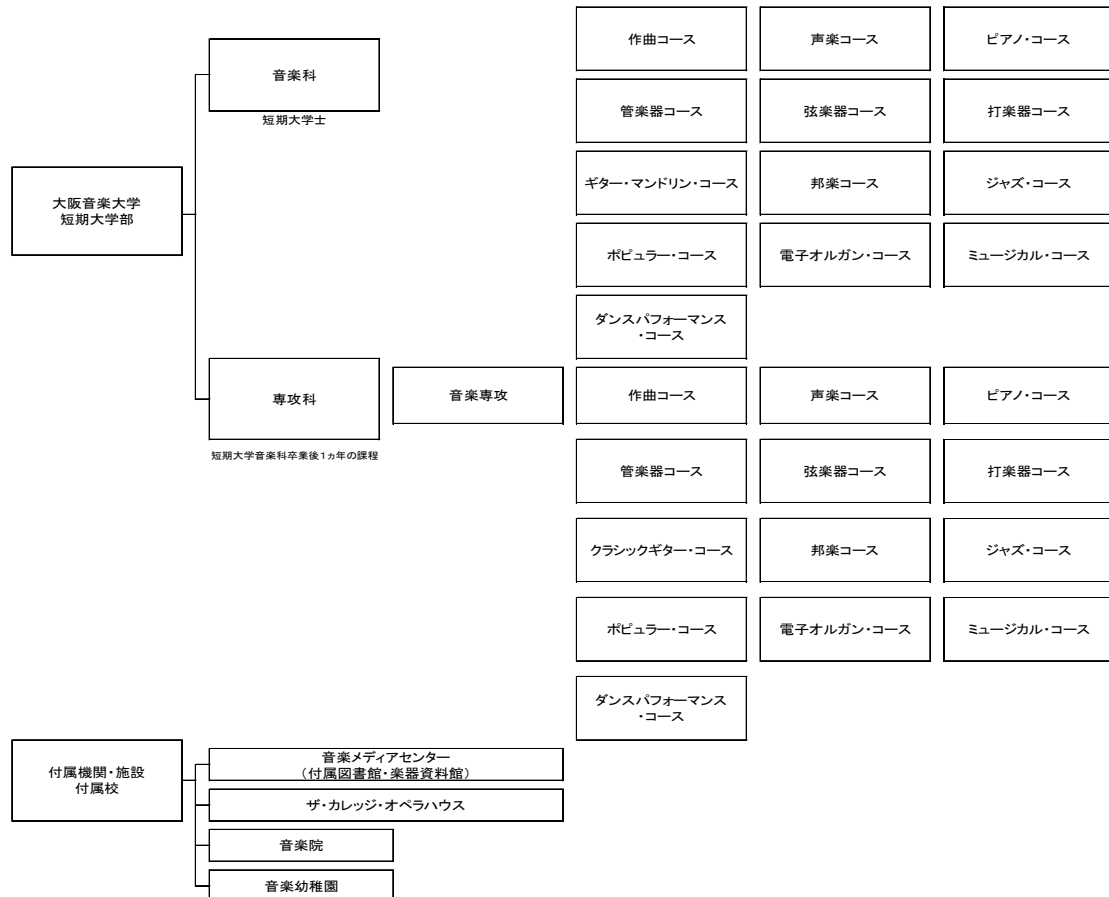 作曲コース
声楽コース
ピアノ・コース
音楽科
短期大学士
管楽器コース
弦楽器コース
打楽器コース
大阪音楽大学
短期大学部
ギター・マンドリン・コース
邦楽コース
ジャズ・コース
ポピュラー・コース
電子オルガン・コース
ミュージカル・コース
ダンスパフォーマンス
・コース
専攻科
短期大学音楽科卒業後1ヵ年の課程
音楽専攻
作曲コース
声楽コース
ピアノ・コース
管楽器コース
弦楽器コース
打楽器コース
クラシックギター・コース
邦楽コース
ジャズ・コース
ポピュラー・コース
電子オルガン・コース
ミュージカル・コース
ダンスパフォーマンス
・コース
付属機関・施設
付属校
音楽メディアセンター
(付属図書館・楽器資料館)
ザ・カレッジ・オペラハウス
音楽院
音楽幼稚園